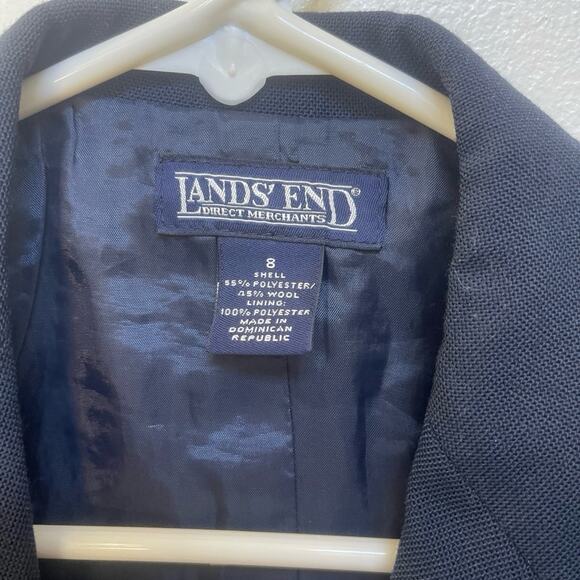 LANDS' END®
DIRECT MERCHANTS
8
SHELL
55% POLYESTER/
45% WOOL
LINING:
100% POLYESTER
MADE IN
DOMINICAN
REPUBLIC